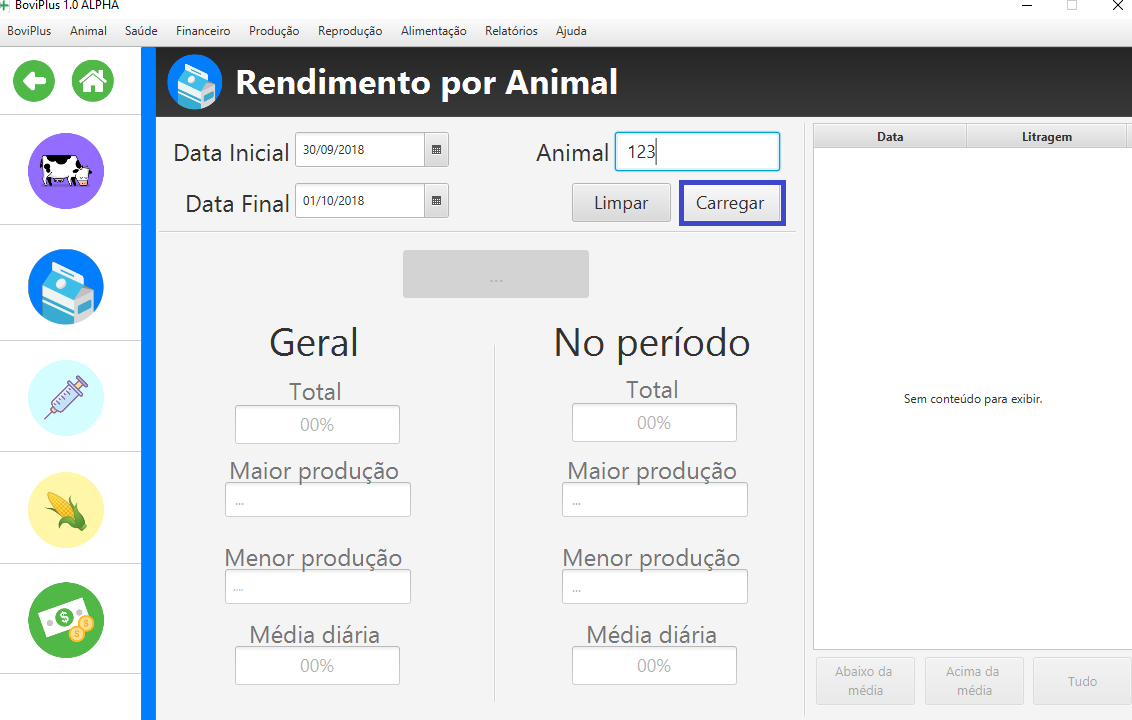 BoviPlus 1.0 ALPHA
BoviPlus Animal Saúde Financeiro Produção Reprodução Alimentação Relatórios Ajuda
Rendimento por Animal
Data Inicial 30/09/2018
Animal 123
Data Final 01/10/2018
Limpar Carregar
...
Geral
Total
00%
Maior produção
...
Menor produção
....
Média diária
00%
No período
Total
00%
Maior produção
...
Menor produção
...
Média diária
00%
Data Litragem
Sem conteúdo para exibir.
Abaixo da
média
Acima da
média
Tudo